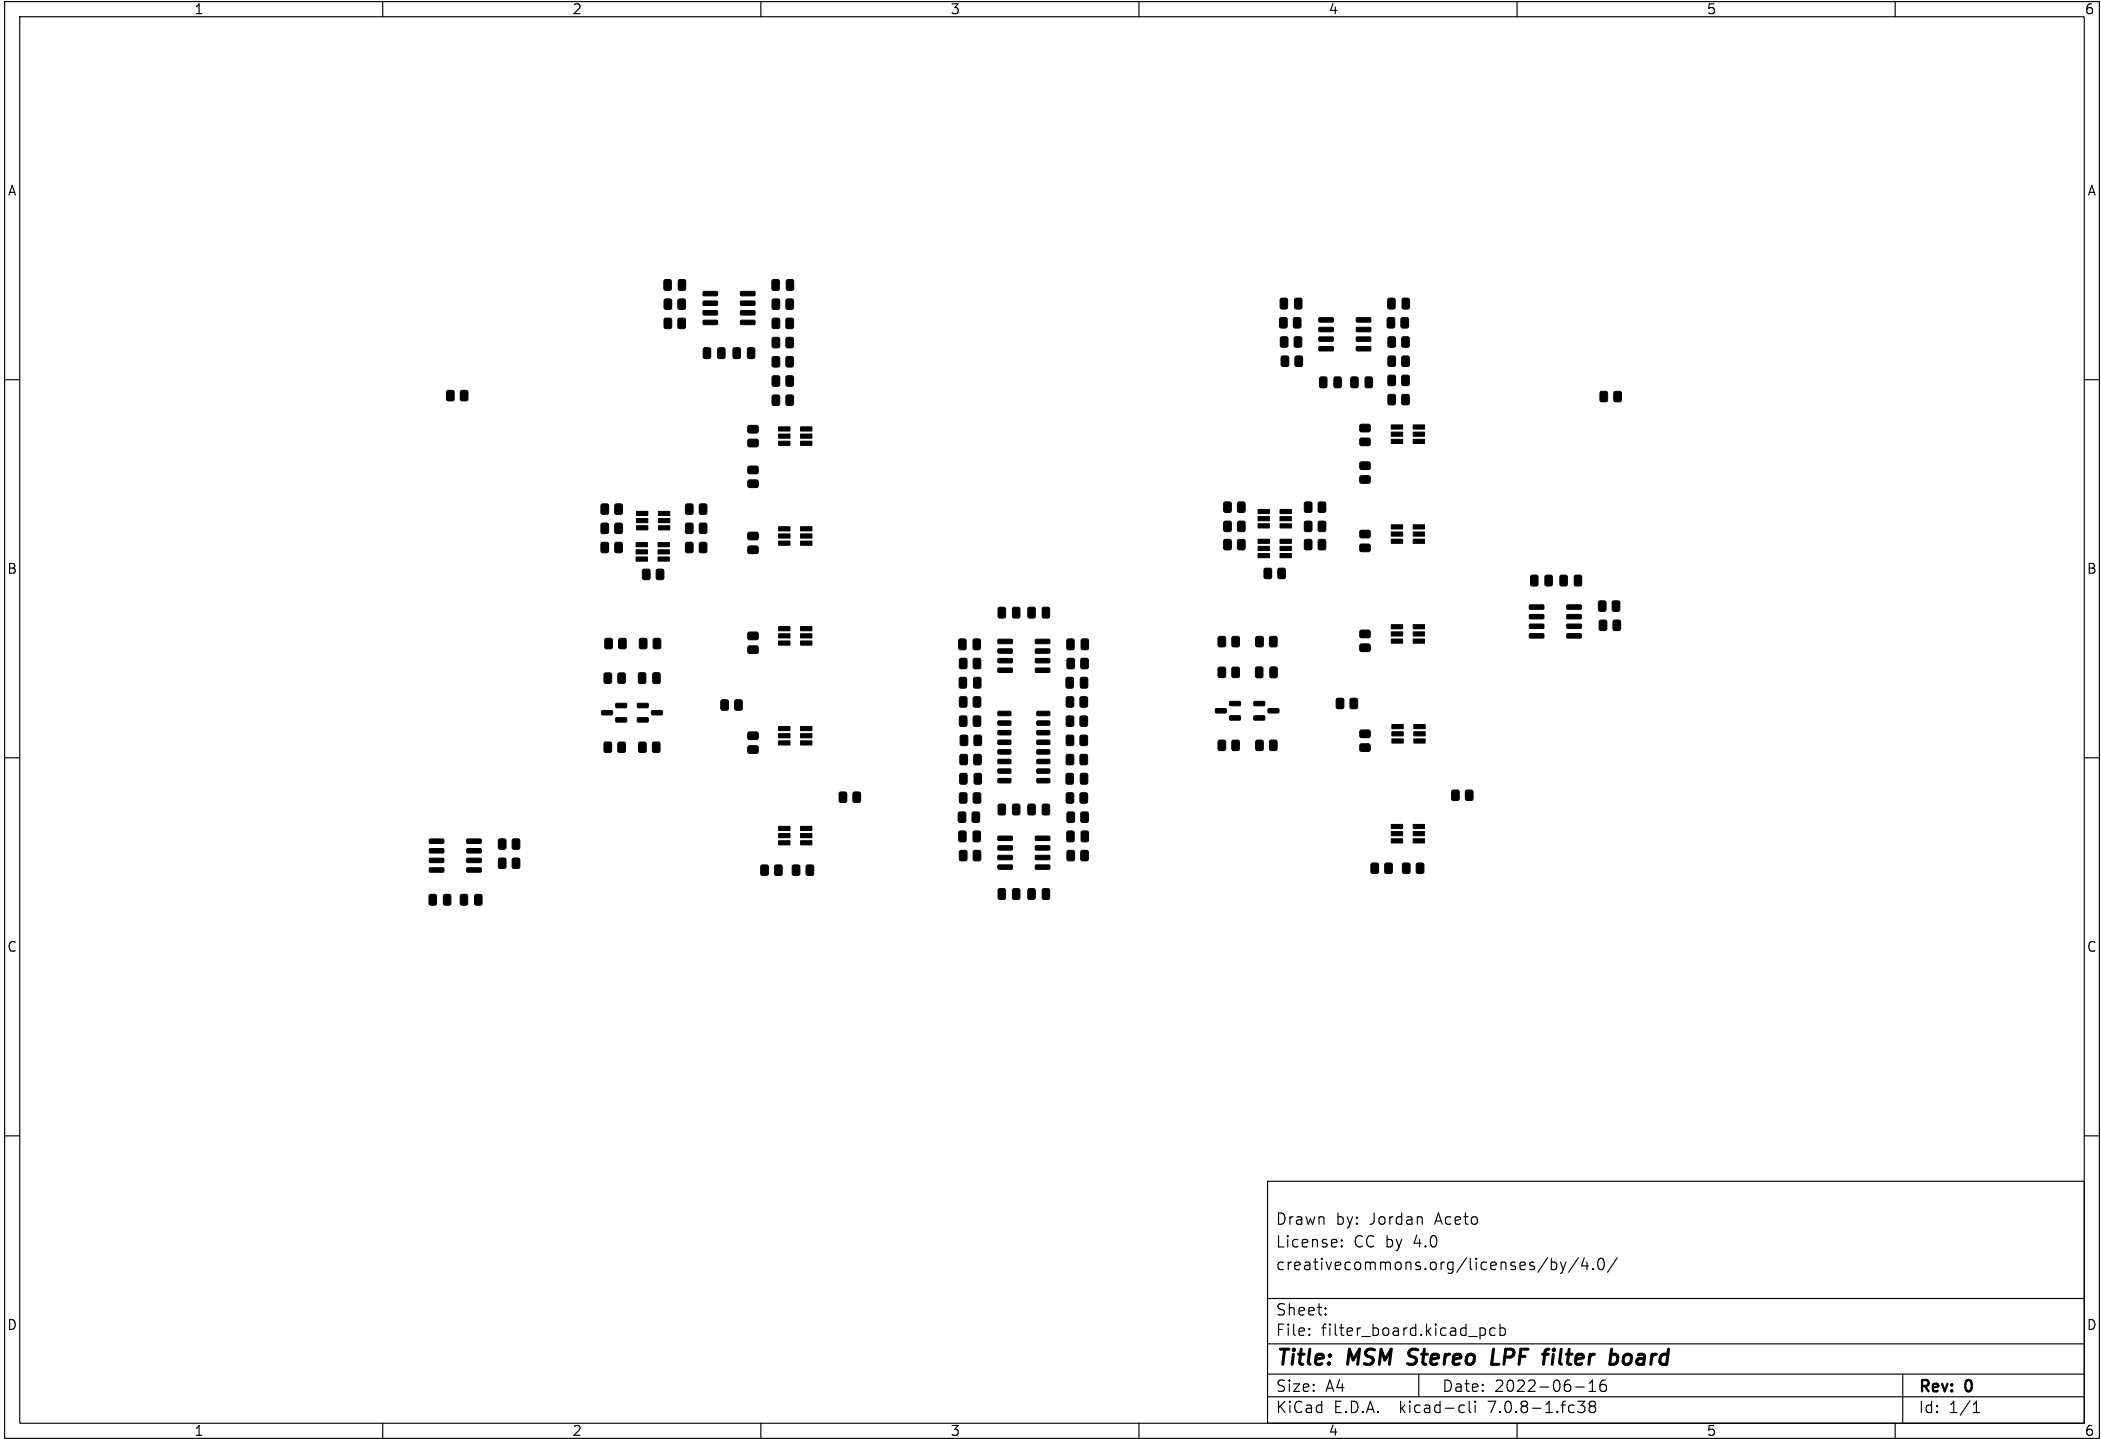 1 2 3 4 5 6
A A
B B
C C
Drawn by: Jordan Aceto
License: CC by 4.0
creativecommons.org/licenses/by/4.0/
Sheet:
File: filter_board.kicad_pcb
D D
Title: MSM Stereo LPF filter board
Size: A4 Date: 2022-06-16 Rev: 0
KiCad E.D.A. kicad-cli 7.0.8-1.fc38 Id: 1/1
1 2 3 4 5 6